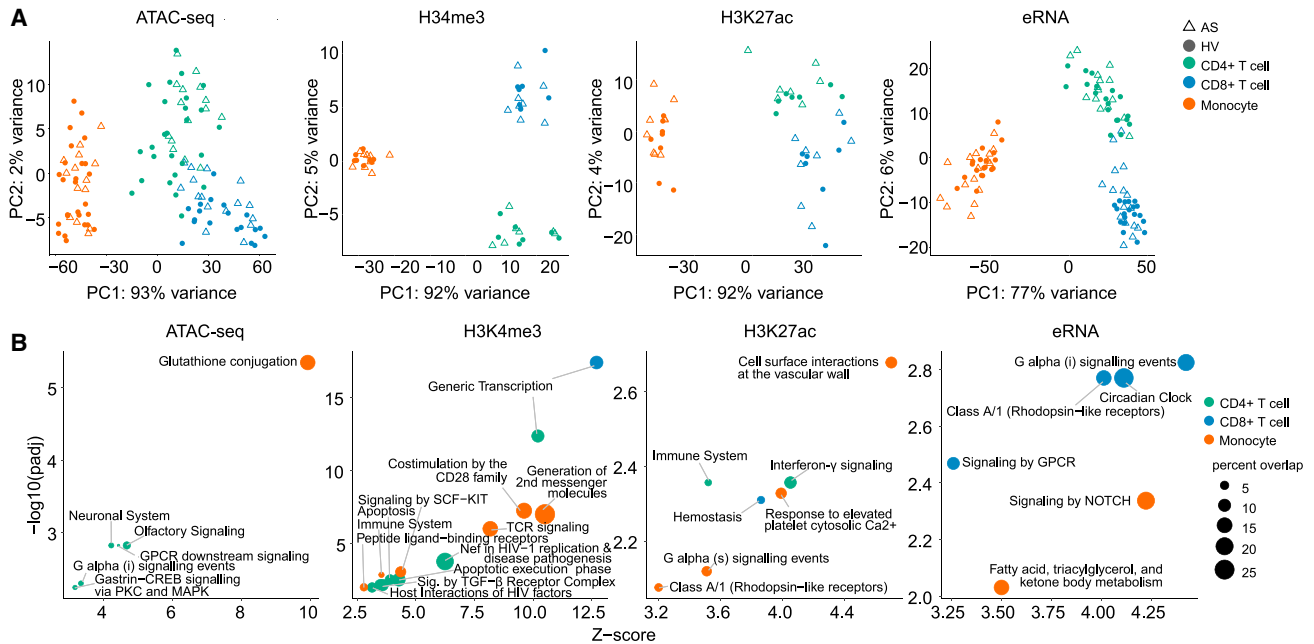 A
ATAC-seq
H34me3
H3K27ac
eRNA
PC2: 2% variance
10
5
0
−5
−60
−30
0
30
60
PC1: 93% variance
PC2: 5% variance
10
5
0
−5
−30
−20
−10
0
10
20
PC1: 92% variance
PC2: 4% variance
20
10
0
−10
−20
−30
0
30
PC1: 92% variance
PC2: 6% variance
20
10
0
−10
−20
−50
0
50
PC1: 77% variance
AS
HV
CD4+ T cell
CD8+ T cell
Monocyte
B
ATAC-seq
H3K4me3
H3K27ac
eRNA
−log10(padj)
5
4
3
4
6
8
10
Glutathione conjugation
Neuronal System
Olfactory Signaling
GPCR downstream signaling
G alpha (i) signalling events
Gastrin−CREB signalling
via PKC and MAPK
15
10
5
4
6
8
10
12
Generic Transcription
Costimulation by the
CD28 family
Generation of
2nd messenger
molecules
Signaling by SCF−KIT
Apoptosis
Immune System
Peptide ligand−binding receptors
TCR signaling
Nef in HIV−1 replication &
disease pathogenesis
Apoptotic execution phase
Sig. by TGF−β Receptor Complex
Host Interactions of HIV factors
2.6
2.4
2.2
2.0
3.2
3.6
4.0
4.4
Cell surface interactions
at the vascular wall
Immune System
Interferon-γ signaling
Hemostasis
Response to elevated
platelet cytosolic Ca2+
G alpha (s) signalling events
Class A/1 (Rhodopsin−like receptors)
2.8
2.6
2.4
2.2
2.0
3.25
3.50
3.75
4.00
4.22
G alpha (i) signalling events
Circadian Clock
Class A/1 (Rhodopsin−like receptors)
Signaling by GPCR
Signaling by NOTCH
Fatty acid, triacylglycerol, and
ketone body metabolism
Z−score
CD4+ T cell
CD8+ T cell
Monocyte
percent overlap
5
10
15
20
25